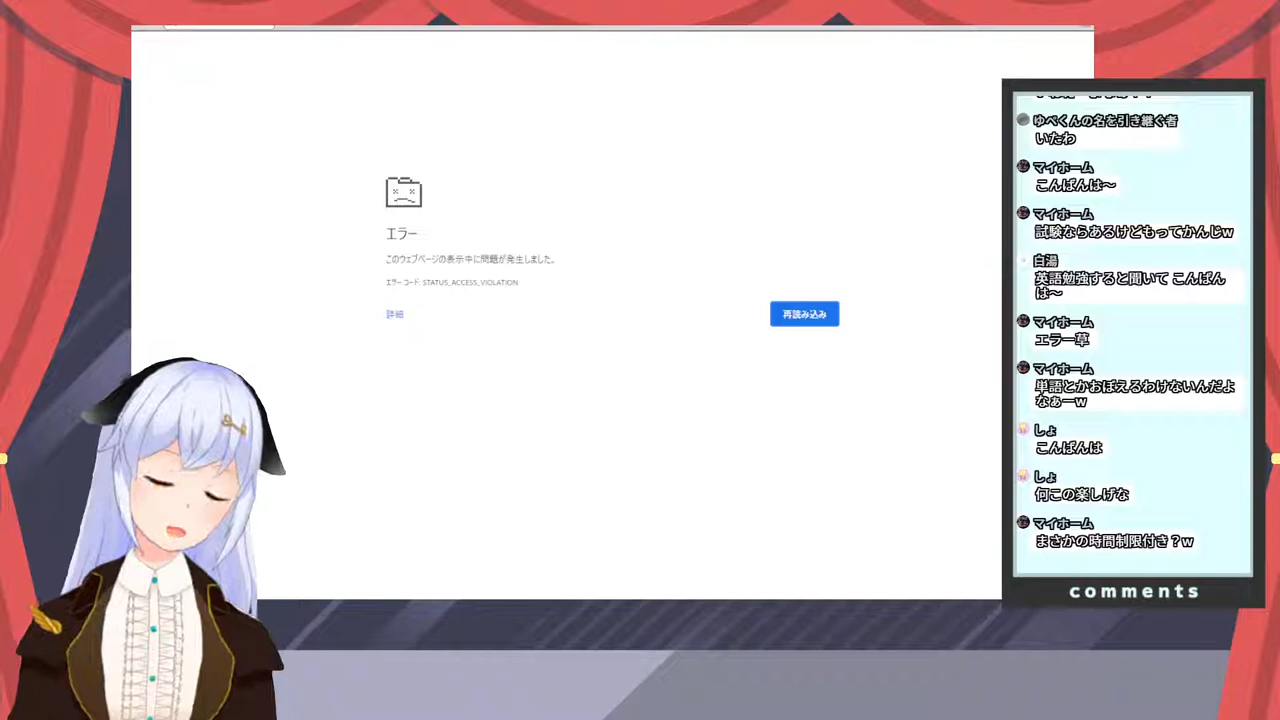 エラー
このウェブページの表示中に問題が発生しました。
エラー コード: STATUS_ACCESS_VIOLATION
詳細
再読み込み
ゆべくんの名を引き継ぐ者
いたわ
マイホーム
こんばんは～
マイホーム
試験ならあるけどもってかんじw
白湯
英語勉強すると聞いて こんばん
は～
マイホーム
エラー草
マイホーム
単語とかおぼえるわけないんだよ
なぁーw
しょ
こんばんは
しょ
何この楽しげな
マイホーム
まさかの時間制限付き？w
comments